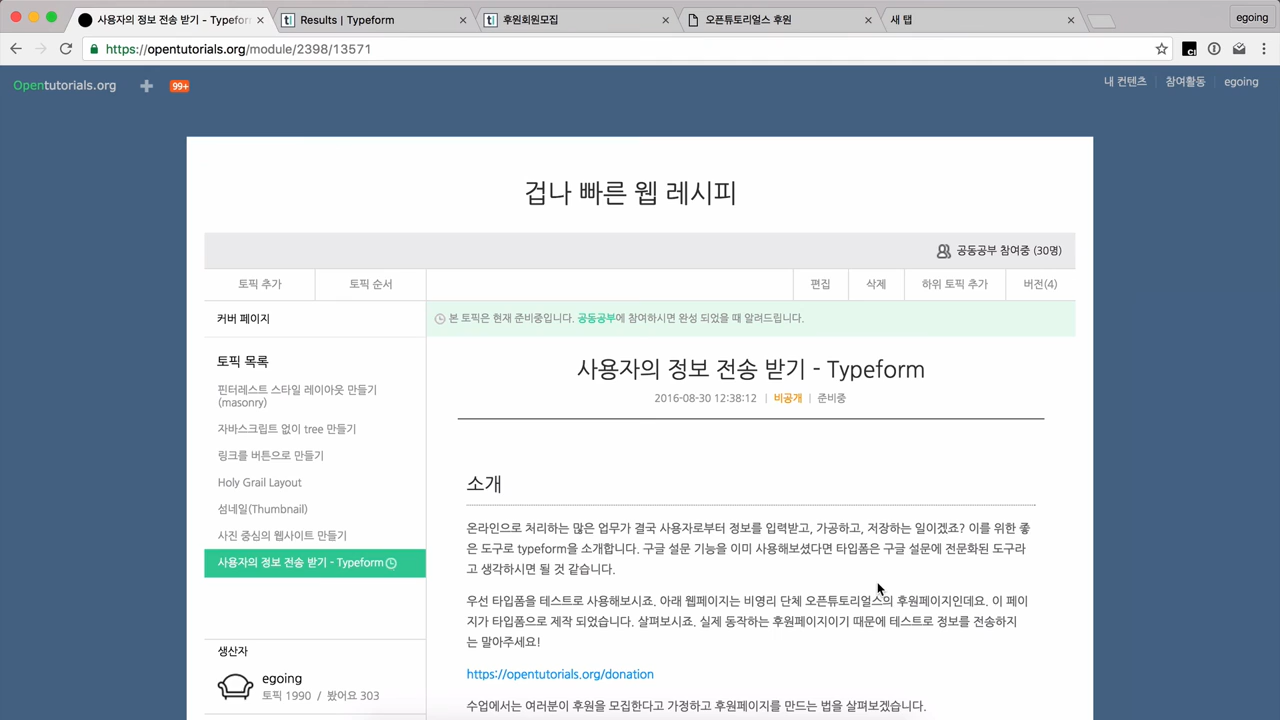 사용자의 정보 전송 받기 - Typeform
Results | Typeform
후원회원모집
오픈튜토리얼스 후원
새 탭
egoing
https://opentutorials.org/module/2398/13571
Opentutorials.org
99+
내 컨텐츠
참여활동
egoing
겁나 빠른 웹 레시피
공동공부 참여중 (30명)
토픽 추가
토픽 순서
편집
삭제
하위 토픽 추가
버전(4)
커버 페이지
본 토픽은 현재 준비중입니다. 공동공부에 참여하시면 완성 되었을 때 알려드립니다.
토픽 목록
핀터레스트 스타일 레이아웃 만들기
(masonry)
자바스크립트 없이 tree 만들기
링크를 버튼으로 만들기
Holy Grail Layout
섬네일(Thumbnail)
사진 중심의 웹사이트 만들기
사용자의 정보 전송 받기 - Typeform
생산자
egoing
토픽 1990 / 봤어요 303
사용자의 정보 전송 받기 - Typeform
2016-08-30 12:38:12 | 비공개 | 준비중
소개
온라인으로 처리하는 많은 업무가 결국 사용자로부터 정보를 입력받고, 가공하고, 저장하는 일이겠죠? 이를 위한 좋
은 도구로 typeform을 소개합니다. 구글 설문 기능을 이미 사용해보셨다면 타입폼은 구글 설문에 전문화된 도구라
고 생각하시면 될 것 같습니다.
우선 타입폼을 테스트로 사용해보시죠. 아래 웹페이지는 비영리 단체 오픈튜토리얼스의 후원페이지인데요. 이 페이
지가 타입폼으로 제작 되었습니다. 살펴보시죠. 실제 동작하는 후원페이지이기 때문에 테스트로 정보를 전송하지
는 말아주세요!
https://opentutorials.org/donation
수업에서는 여러분이 후원을 모집한다고 가정하고 후원페이지를 만드는 법을 살펴보겠습니다.